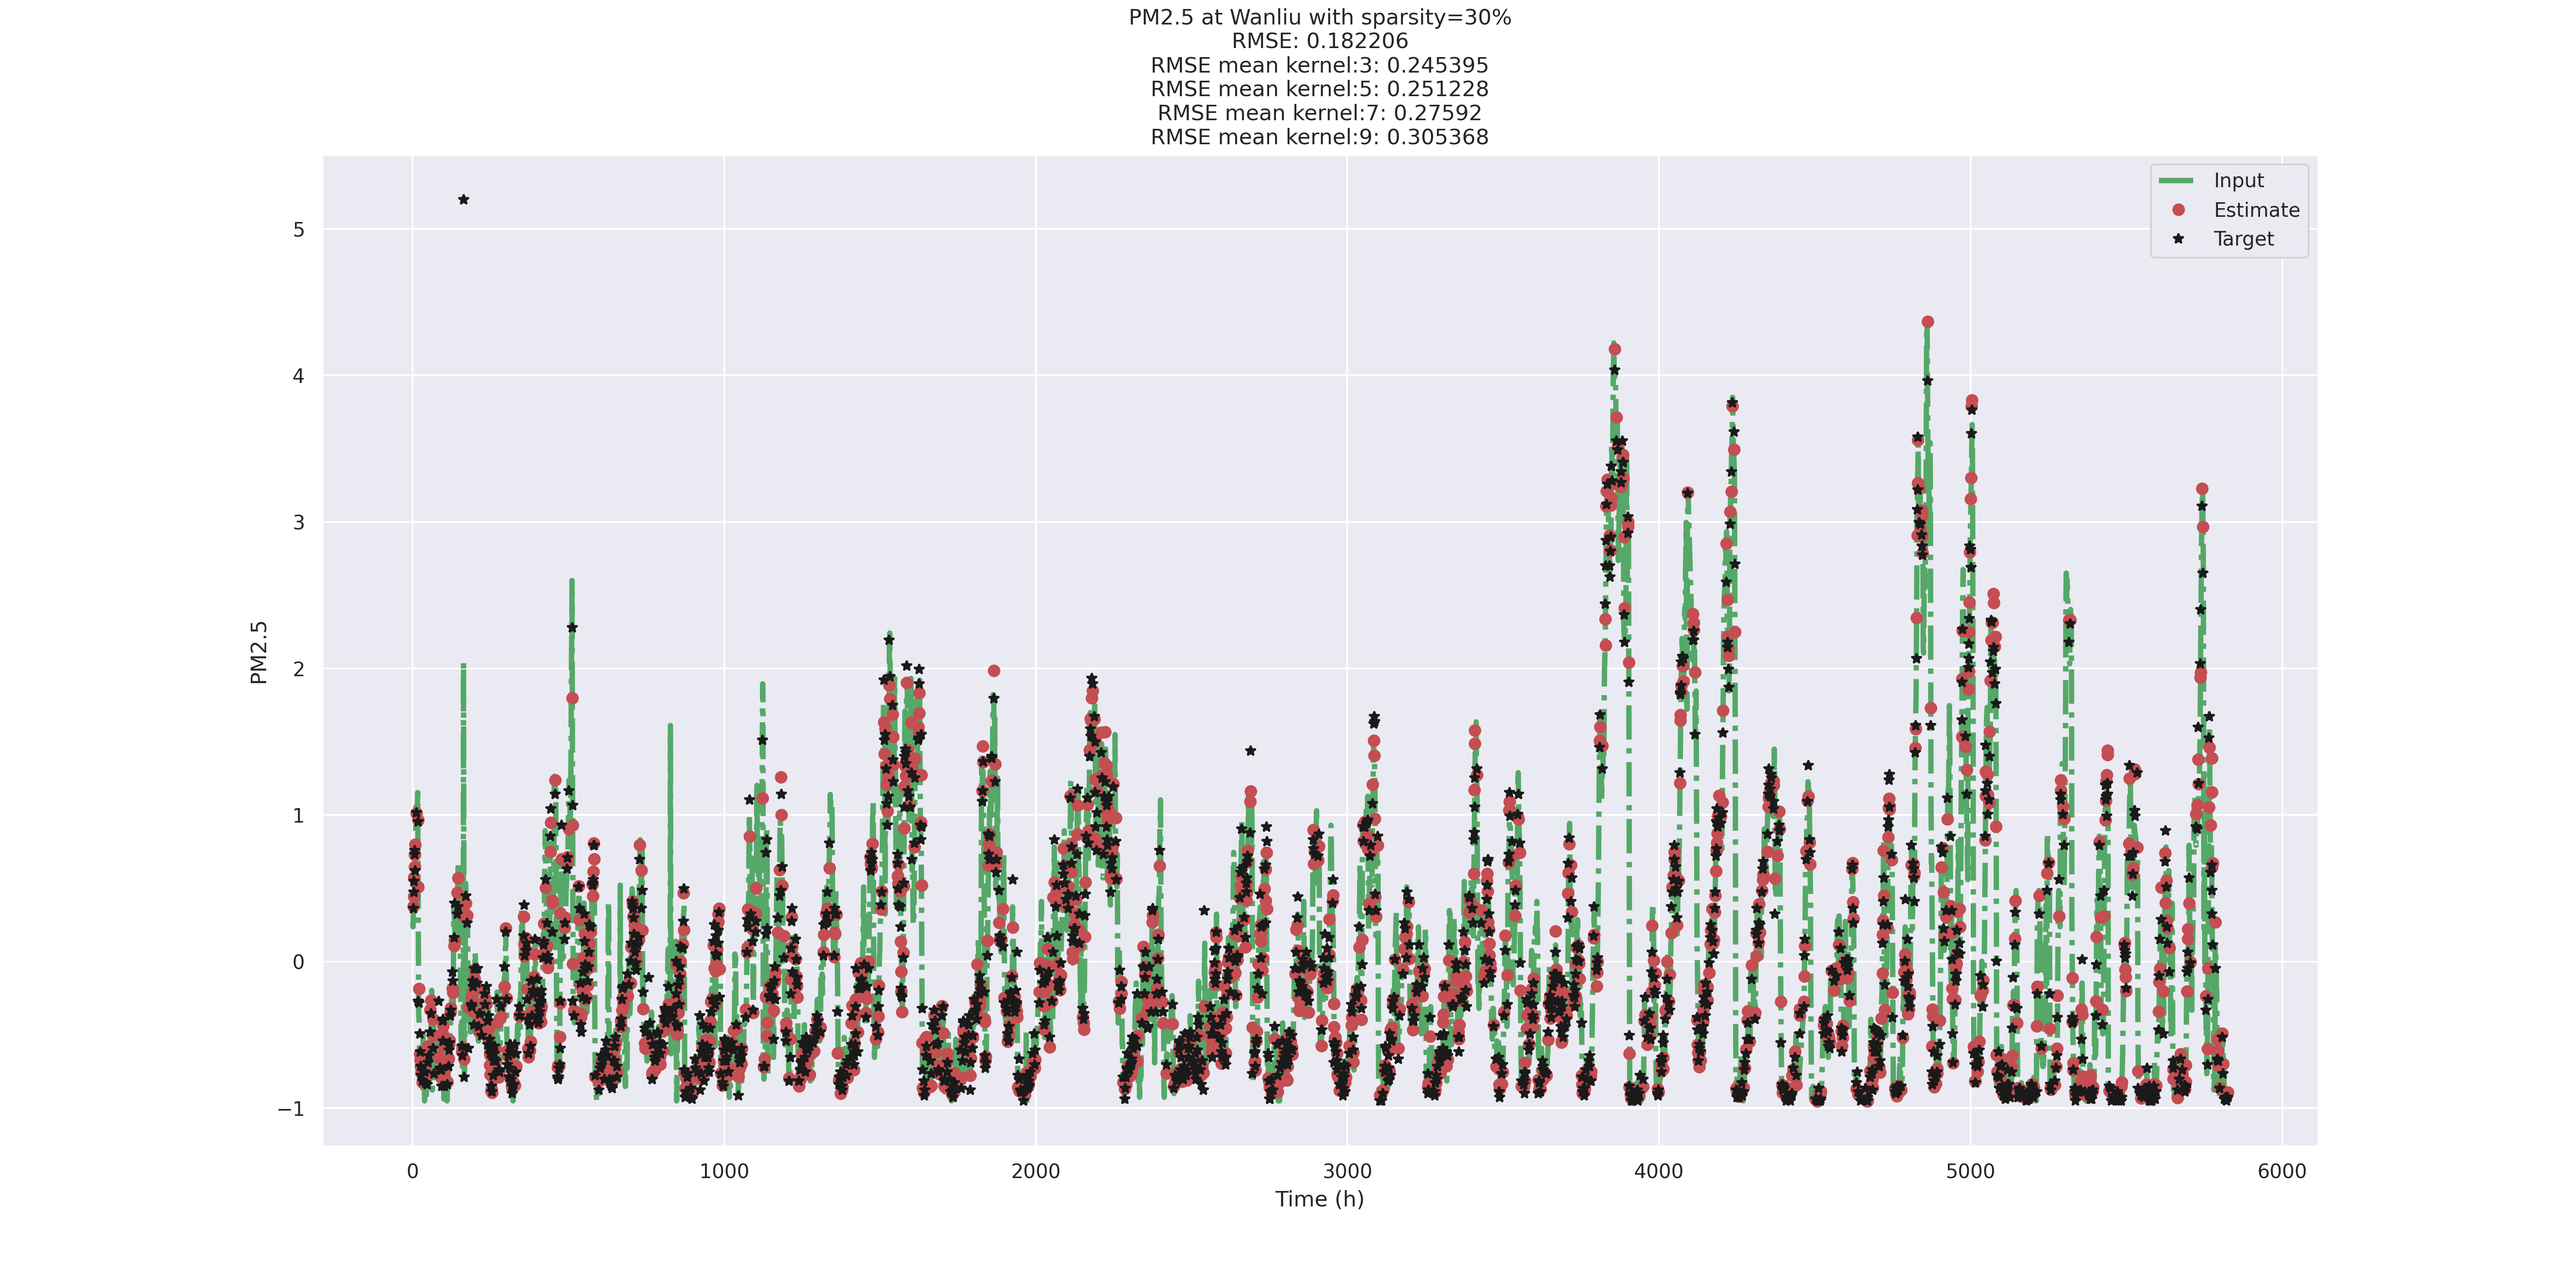 PM2.5 at Wanliu with sparsity=30%
RMSE: 0.182206
RMSE mean kernel:3: 0.245395
RMSE mean kernel:5: 0.251228
RMSE mean kernel:7: 0.27592
RMSE mean kernel:9: 0.305368
Input
Estimate
Target
5
4
3
2
1
0
−1
PM2.5
0 1000 2000 3000 4000 5000 6000
Time (h)